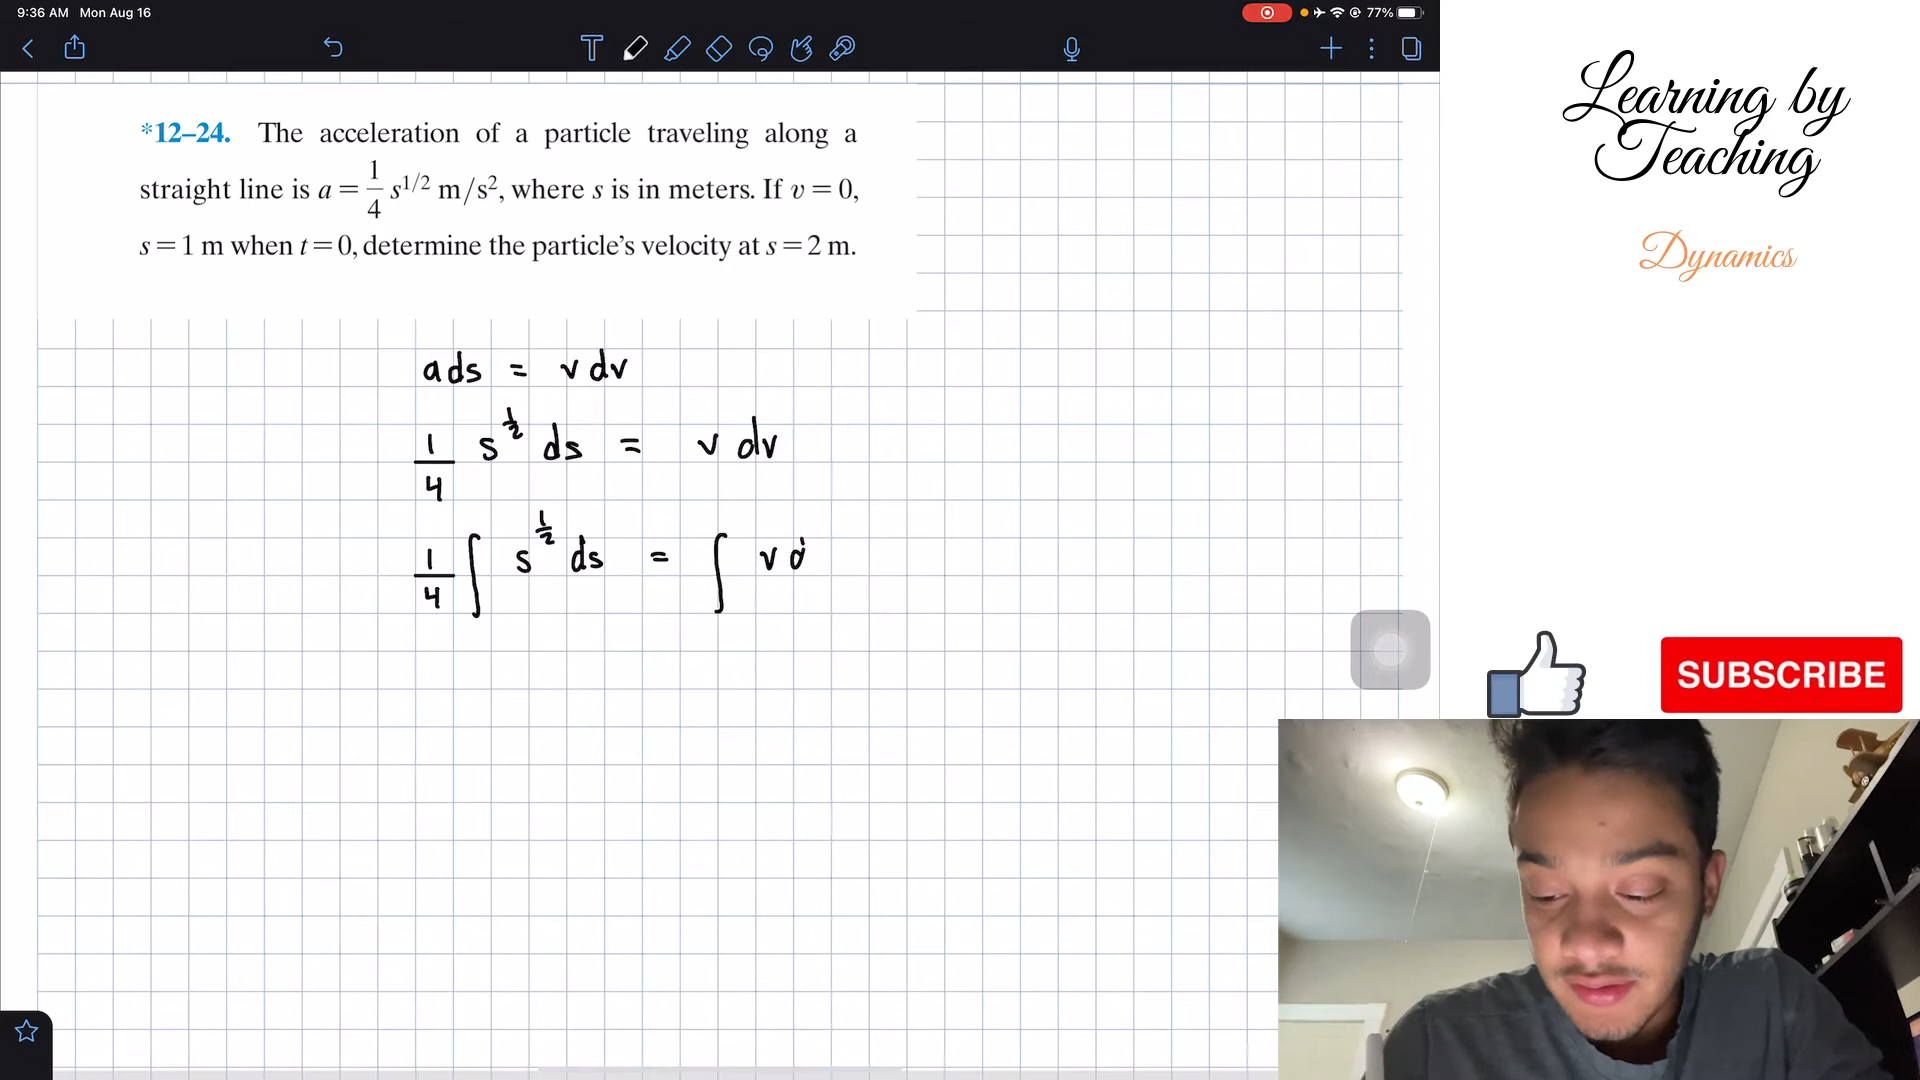 9:36 AM Mon Aug 16
77%
*12–24. The acceleration of a particle traveling along a
straight line is a = 1/4 s^1/2 m/s², where s is in meters. If v = 0,
s = 1 m when t = 0, determine the particle's velocity at s = 2 m.
a ds = v dv
1/4 s^1/2 ds = v dv
1/4 ∫ s^1/2 ds = ∫ v d
Learning by
Teaching
Dynamics
SUBSCRIBE